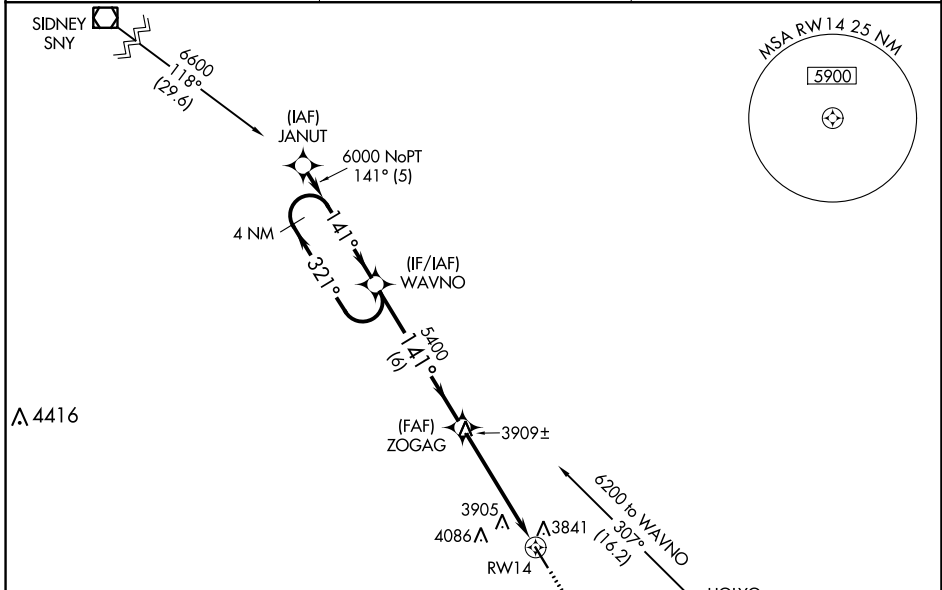 SIDNEY
SNY
6600
118°
(29.6)
MSA RW14 25 NM
5900
(IAF)
JANUT
6000 NoPT
141° (5)
4 NM
141°
321°
(IF/IAF)
WAVNO
5400
141°
(6)
4416
(FAF)
ZOGAG
3909±
6200 to WAVNO
307°
(16.2)
3905
4086
3841
RW14